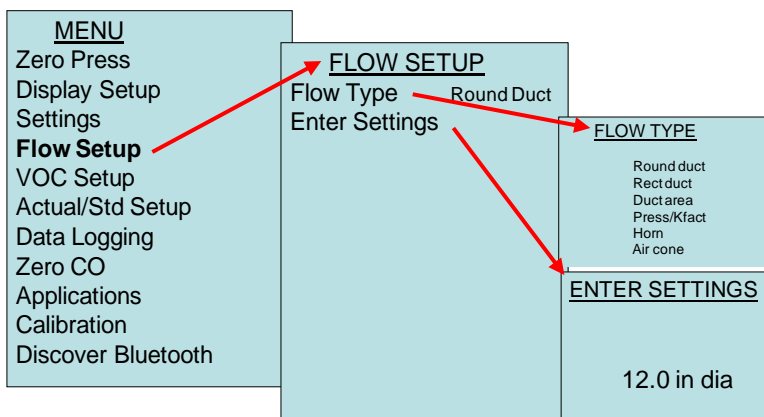 MENU
Zero Press
Display Setup
Settings
Flow Setup
VOC Setup
Actual/Std Setup
Data Logging
Zero CO
Applications
Calibration
Discover Bluetooth
FLOW SETUP
Flow Type Round Duct
Enter Settings
FLOW TYPE
Round duct
Rect duct
Duct area
Press/Kfact
Horn
Air cone
ENTER SETTINGS
12.0 in dia